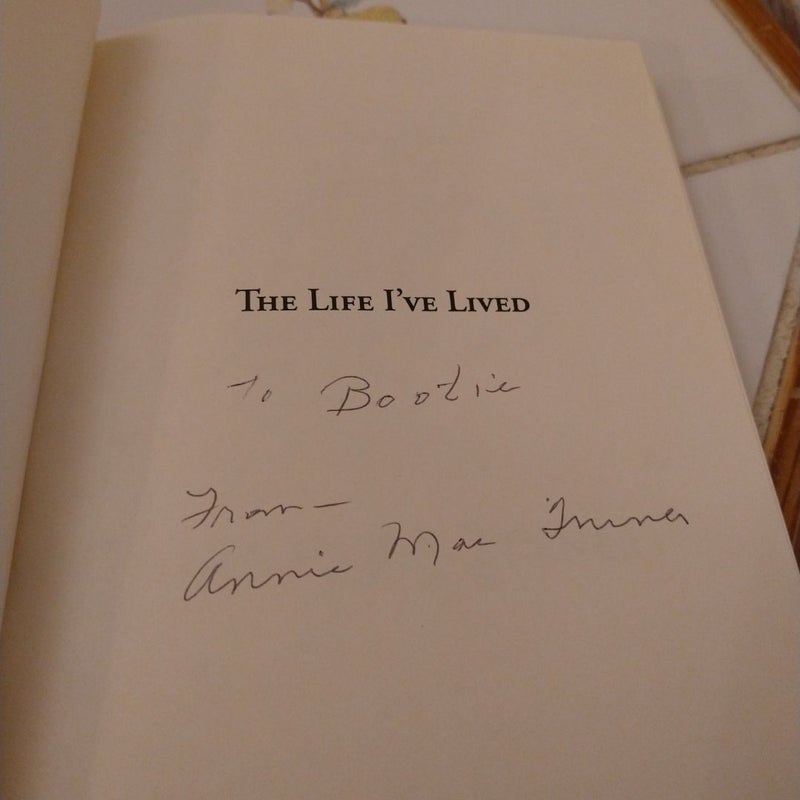 THE LIFE I'VE LIVED
To Bootie
From —
Annie Mae Turner